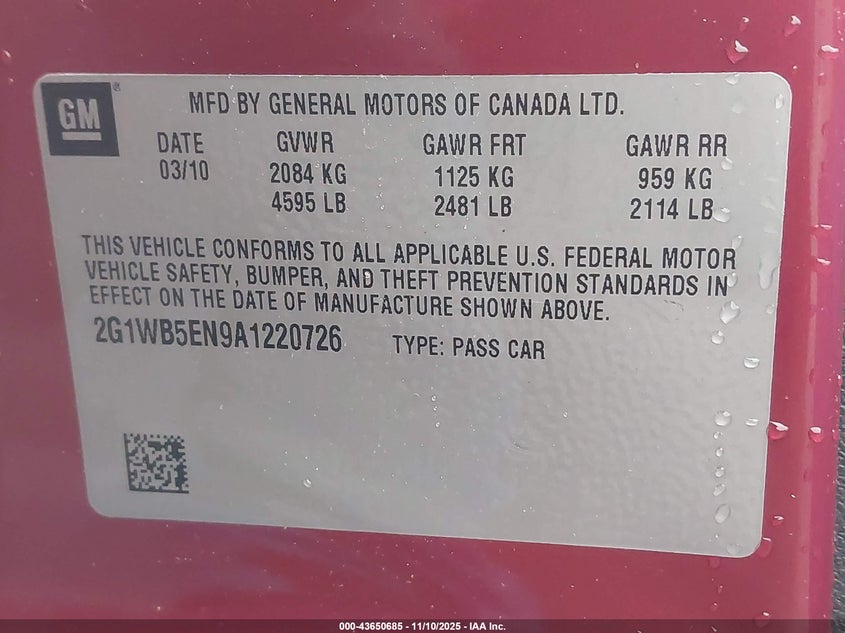 GM
MFD BY GENERAL MOTORS OF CANADA LTD.
DATE GVWR GAWR FRT GAWR RR
03/10 2084 KG 1125 KG 959 KG
4595 LB 2481 LB 2114 LB
THIS VEHICLE CONFORMS TO ALL APPLICABLE U.S. FEDERAL MOTOR
VEHICLE SAFETY, BUMPER, AND THEFT PREVENTION STANDARDS IN
EFFECT ON THE DATE OF MANUFACTURE SHOWN ABOVE.
2G1WB5EN9A1220726 TYPE: PASS CAR
000-43650685 - 11/10/2025 - IAA Inc.